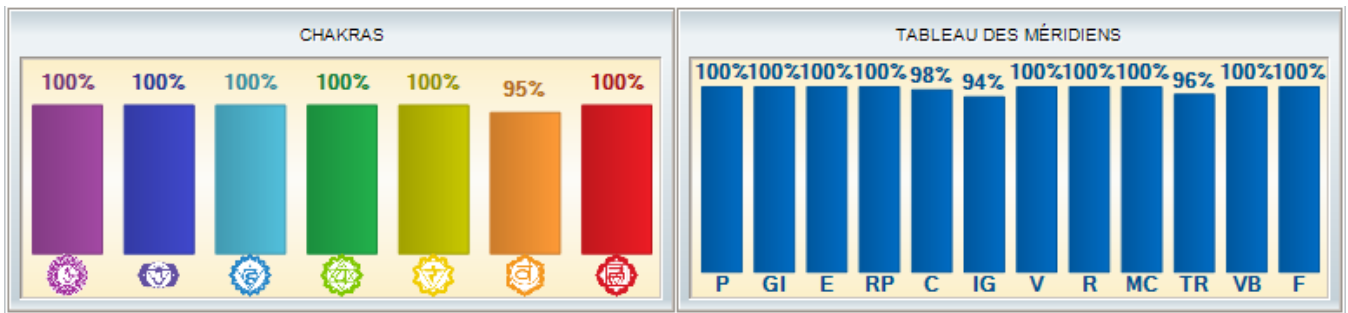 CHAKRAS
100% 100% 100% 100% 100% 95% 100%
TABLEAU DES MÉRIDIENS
100% 100% 100% 100% 98% 94% 100% 100% 100% 96% 100% 100%
P GI E RP C IG V R MC TR VB F